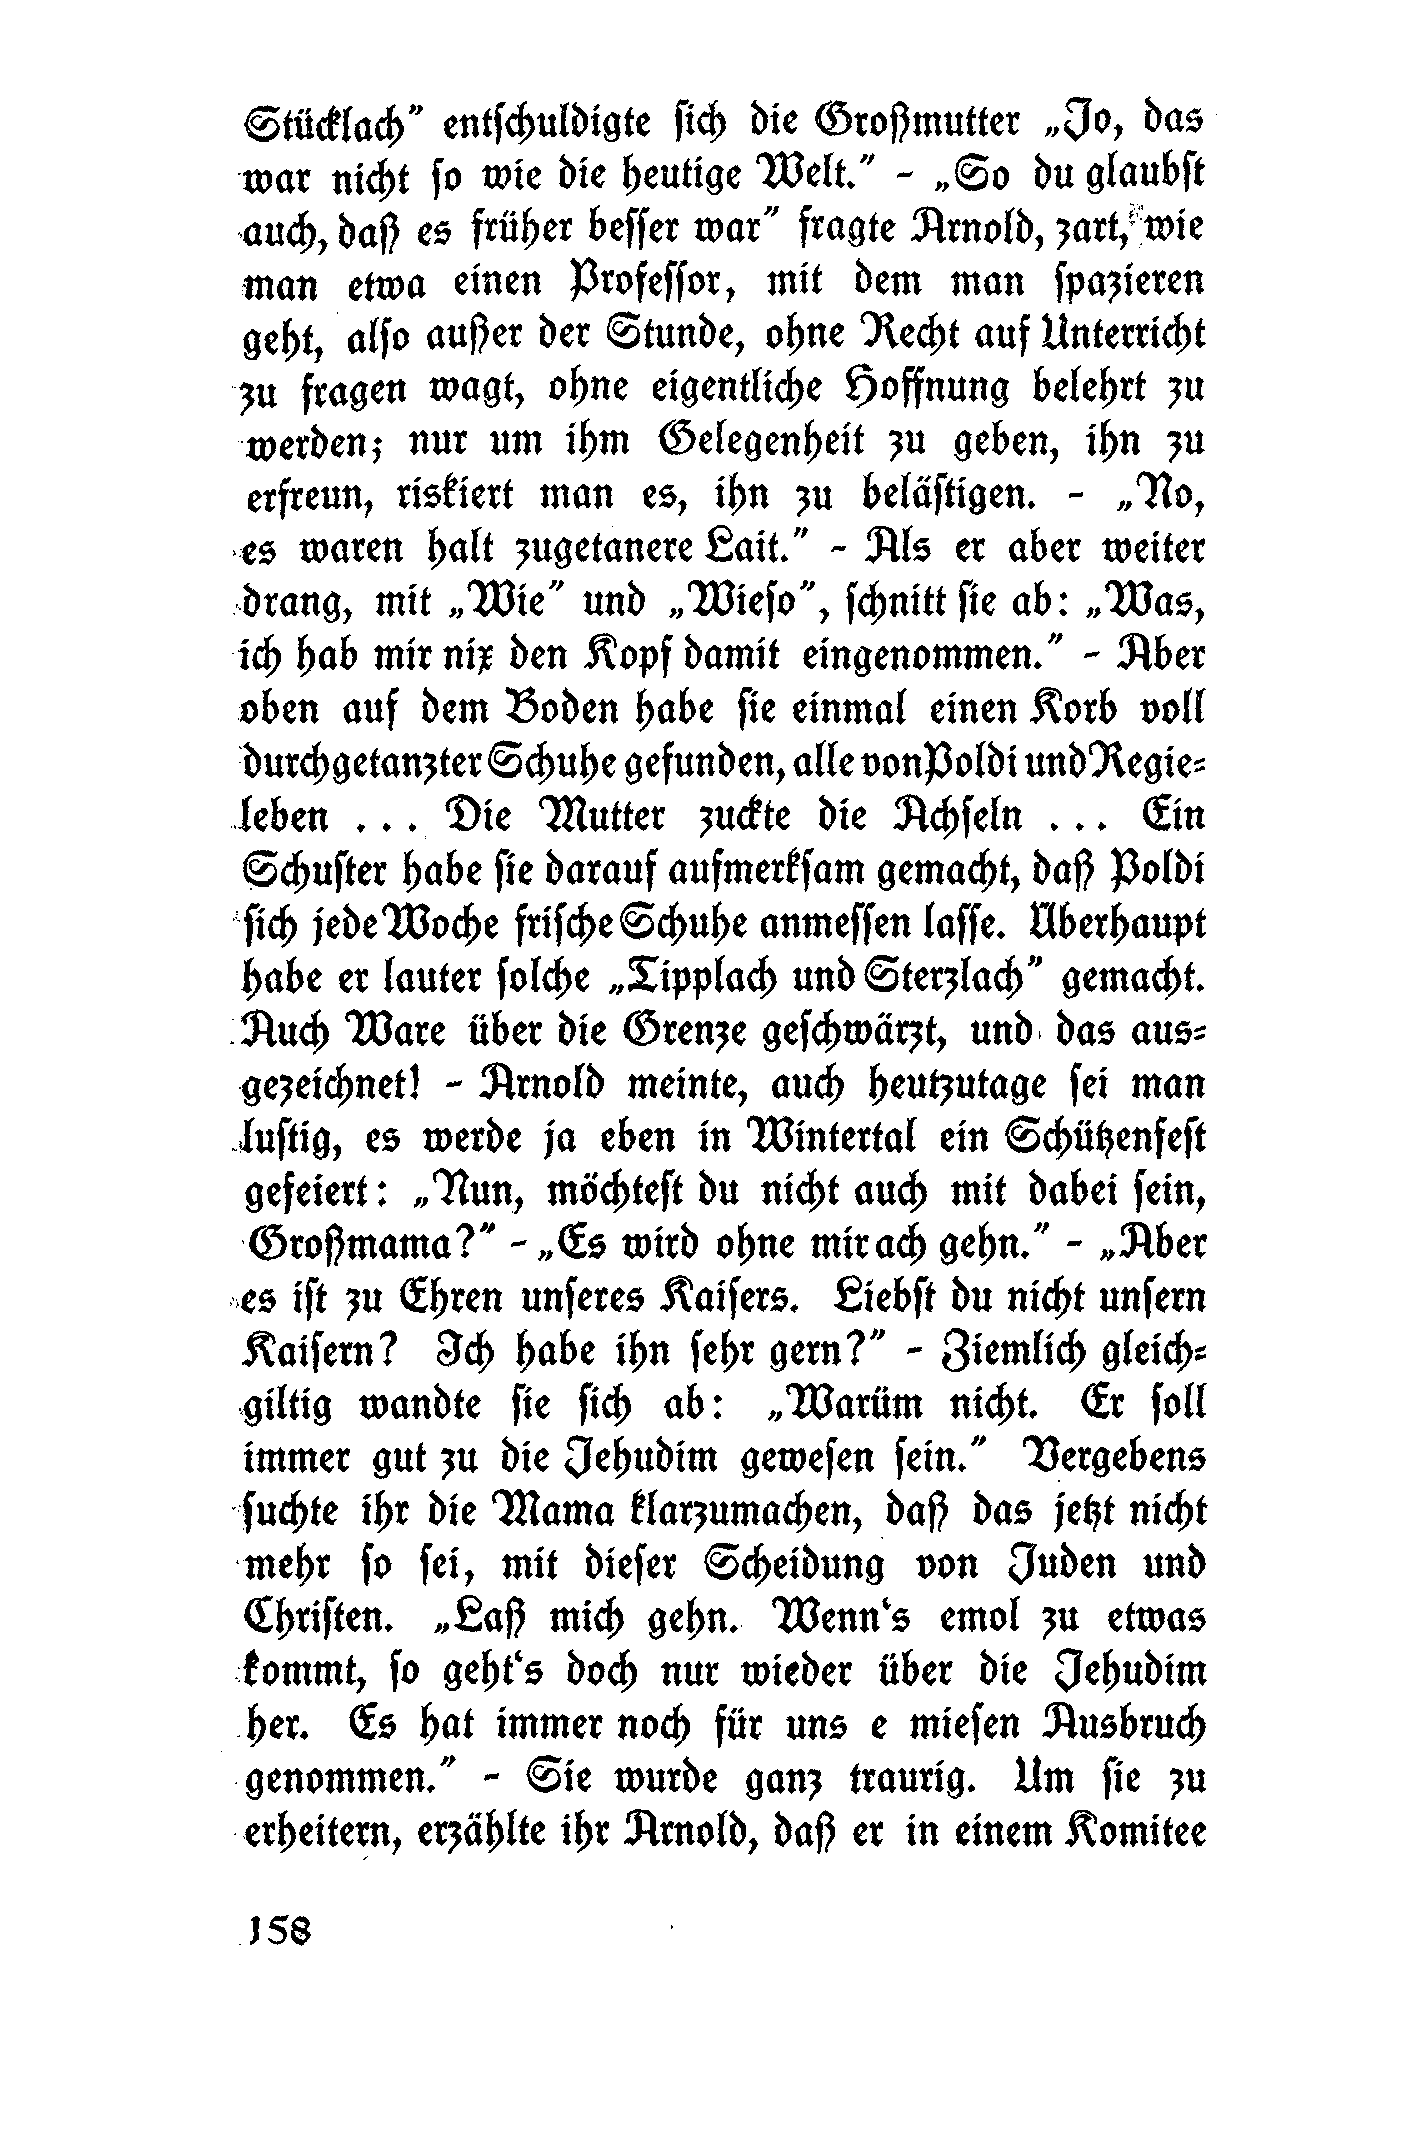 Stücklach” entschuldigte sich die Großmutter „Jo, das
war nicht so wie die heutige Welt.” - „So du glaubst
auch, daß es früher besser war” fragte Arnold, zart, wie
man etwa einen Professor, mit dem man spazieren
geht, also außer der Stunde, ohne Recht auf Unterricht
zu fragen wagt, ohne eigentliche Hoffnung belehrt zu
werden; nur um ihm Gelegenheit zu geben, ihn zu
erfreun, riskiert man es, ihn zu belästigen. - „No,
es waren halt zugetanere Lait.” - Als er aber weiter
drang, mit „Wie” und „Wieso”, schnitt sie ab: „Was,
ich hab mir nix den Kopf damit eingenommen.” - Aber
oben auf dem Boden habe sie einmal einen Korb voll
durchgetanzter Schuhe gefunden, alle von Poldi und Regie=
leben ... Die Mutter zuckte die Achseln ... Ein
Schuster habe sie darauf aufmerksam gemacht, daß Poldi
sich jede Woche frische Schuhe anmessen lasse. Überhaupt
habe er lauter solche „Tipplach und Sterzlach” gemacht.
Auch Ware über die Grenze geschwärzt, und das aus=
gezeichnet! - Arnold meinte, auch heutzutage sei man
lustig, es werde ja eben in Wintertal ein Schützenfest
gefeiert: „Nun, möchtest du nicht auch mit dabei sein,
Großmama?” - „Es wird ohne mir ach gehn.” - „Aber
es ist zu Ehren unseres Kaisers. Liebst du nicht unsern
Kaisern? Ich habe ihn sehr gern?” - Ziemlich gleich=
giltig wandte sie sich ab: „Warüm nicht. Er soll
immer gut zu die Jehudim gewesen sein.” Vergebens
suchte ihr die Mama klarzumachen, daß das jetzt nicht
mehr so sei, mit dieser Scheidung von Juden und
Christen. „Laß mich gehn. Wenn‘s emol zu etwas
kommt, so geht‘s doch nur wieder über die Jehudim
her. Es hat immer noch für uns e miesen Ausbruch
genommen.” - Sie wurde ganz traurig. Um sie zu
erheitern, erzählte ihr Arnold, daß er in einem Komitee
158